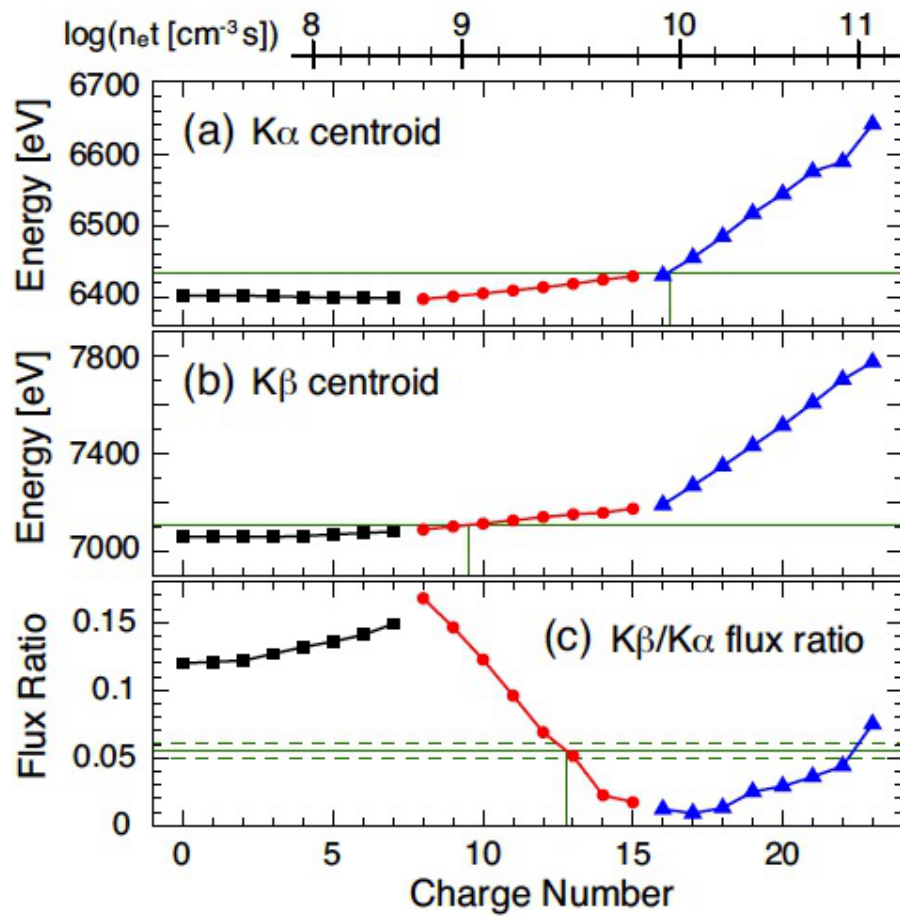 log(nₑt [cm⁻³ s]) 8 9 10 11
6700
(a) Kα centroid
6600
Energy [eV]
6500
6400
7800
(b) Kβ centroid
Energy [eV]
7400
7000
0.15
(c) Kβ/Kα flux ratio
Flux Ratio
0.1
0.05
0
0 5 10 15 20
Charge Number